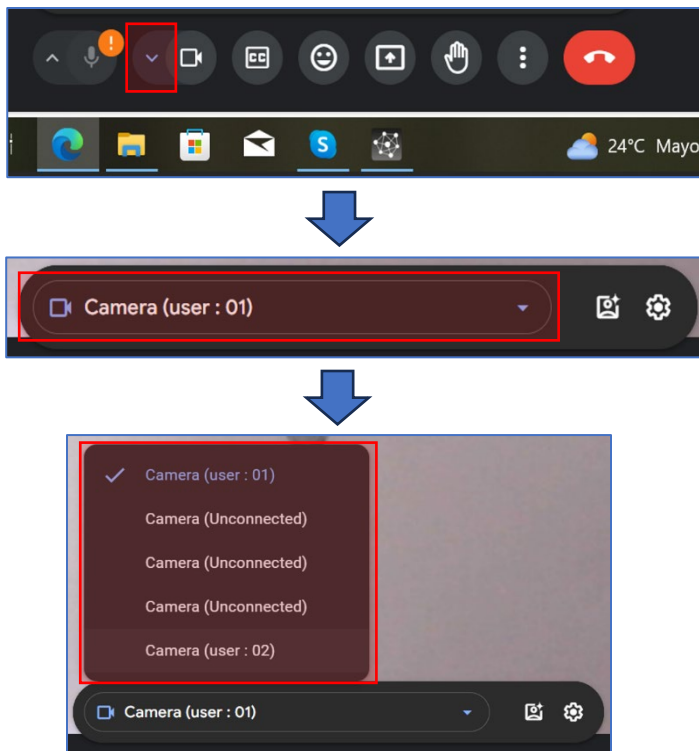 CC
S
24°C Mayo
Camera (user : 01)
Camera (user : 01)
Camera (Unconnected)
Camera (Unconnected)
Camera (Unconnected)
Camera (user : 02)
Camera (user : 01)